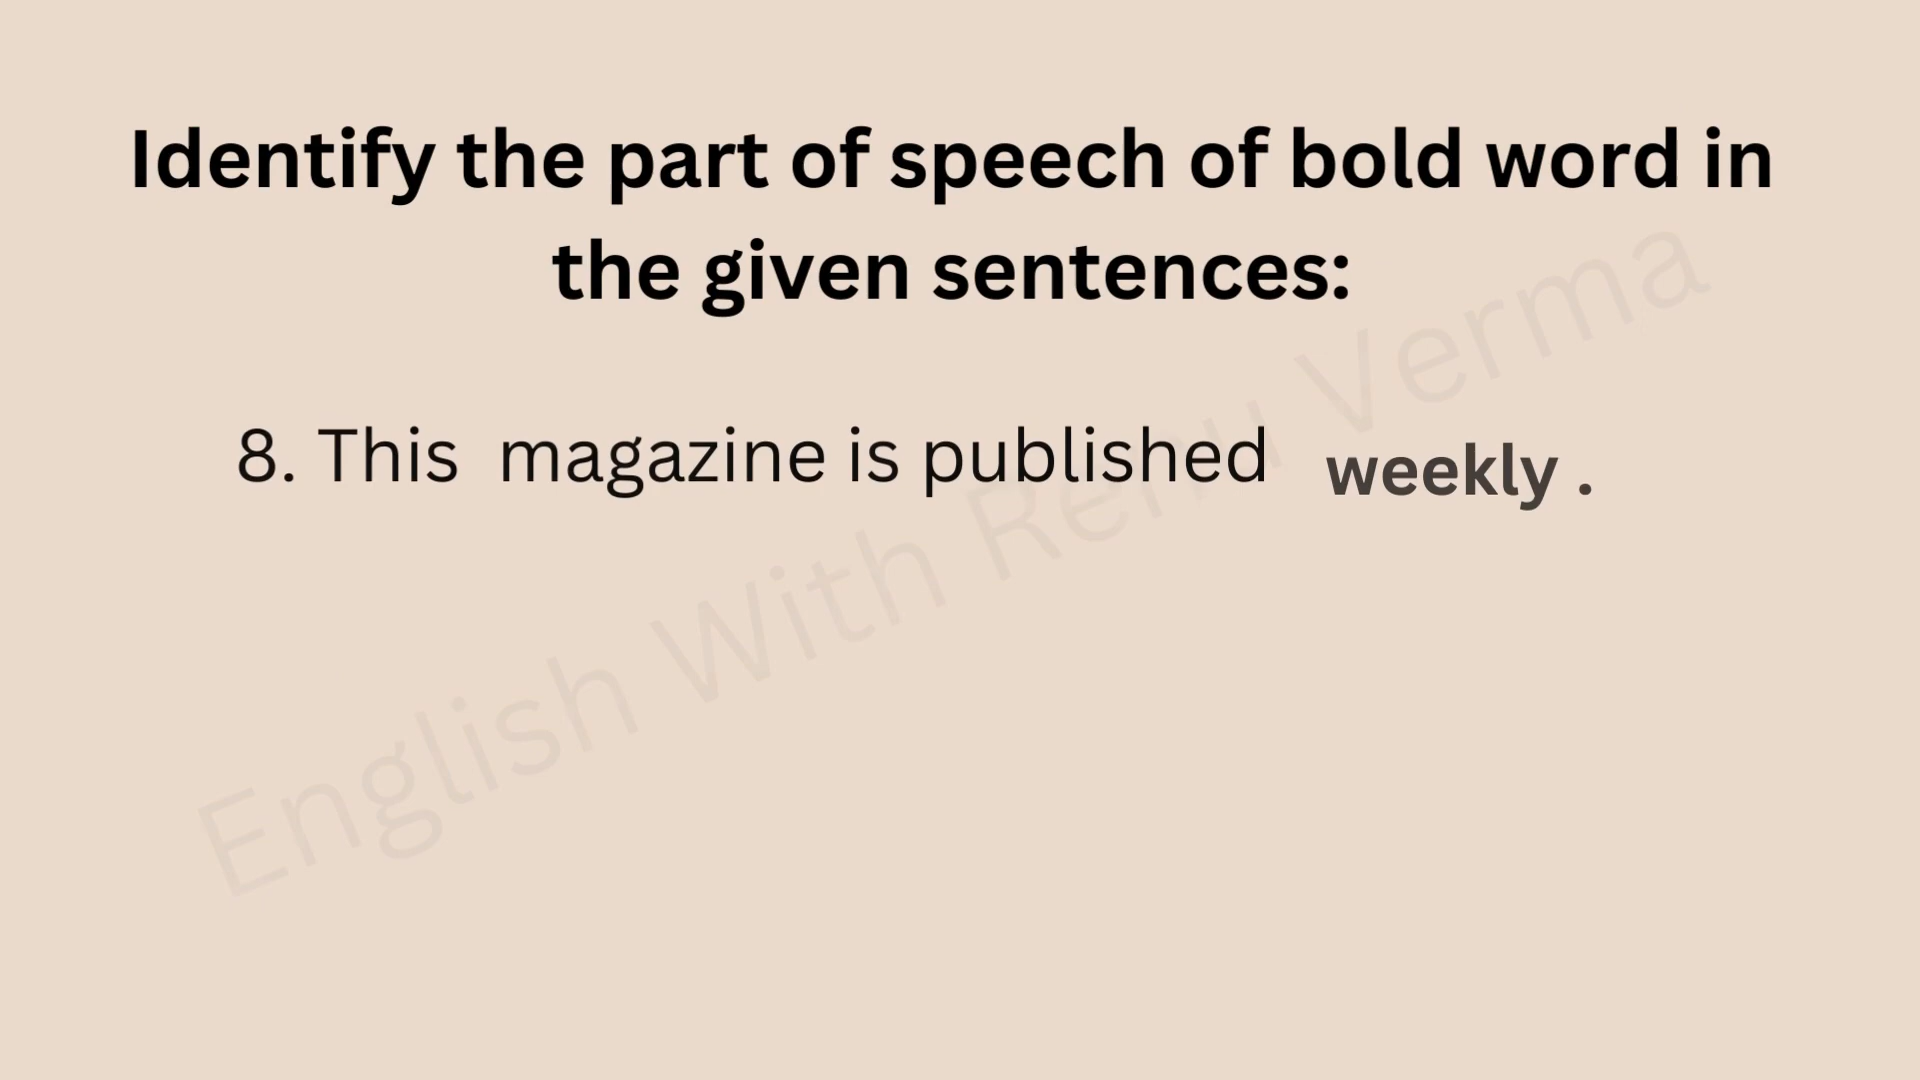 Identify the part of speech of bold word in
the given sentences:
8. This magazine is published weekly .
English With Renu Verma